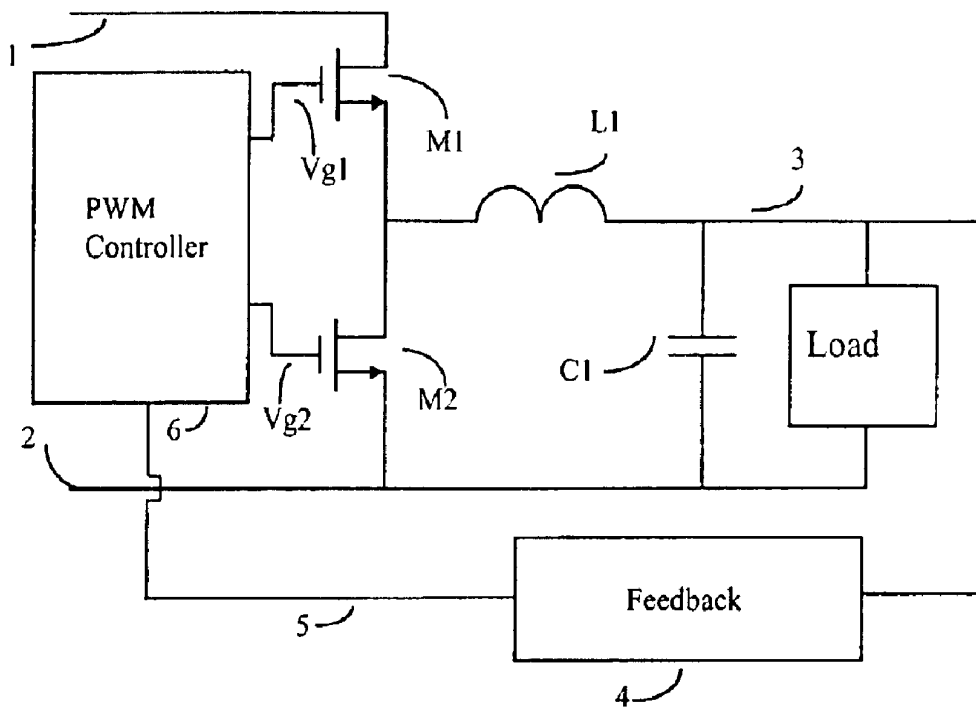 1
M1
L1
Vg1
3
PWM
Controller
Load
C1
M2
Vg2
6
2
Feedback
5
4